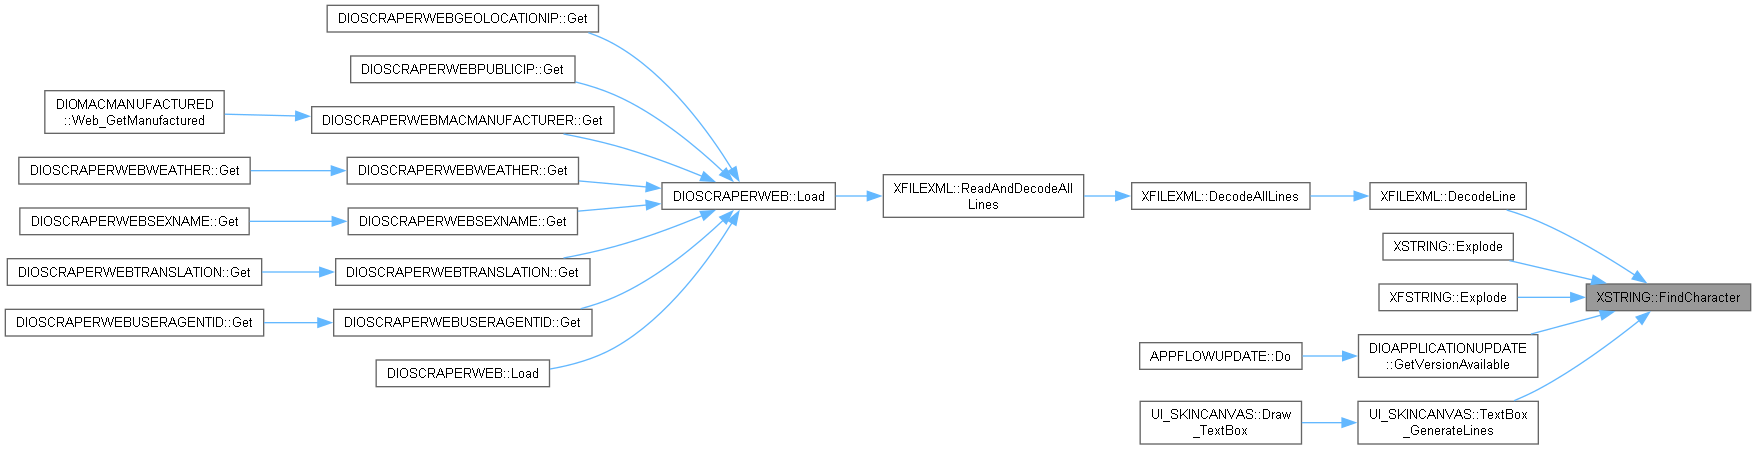 DIOSCRAPERWEBGEOLOCATIONIP::Get
DIOSCRAPERWEBPUBLICIP::Get
DIOMACMANUFACTURED
::Web_GetManufactured
DIOSCRAPERWEBMACMANUFACTURER::Get
DIOSCRAPERWEBWEATHER::Get
DIOSCRAPERWEBWEATHER::Get
DIOSCRAPERWEBSEXNAME::Get
DIOSCRAPERWEBSEXNAME::Get
DIOSCRAPERWEBTRANSLATION::Get
DIOSCRAPERWEBTRANSLATION::Get
DIOSCRAPERWEBUSERAGENTID::Get
DIOSCRAPERWEBUSERAGENTID::Get
DIOSCRAPERWEB::Load
DIOSCRAPERWEB::Load
XFILEXML::ReadAndDecodeAll
Lines
XFILEXML::DecodeAllLines
XFILEXML::DecodeLine
XSTRING::Explode
XFSTRING::Explode
APPFLOWUPDATE::Do
DIOAPPLICATIONUPDATE
::GetVersionAvailable
UI_SKINCANVAS::Draw
_TextBox
UI_SKINCANVAS::TextBox
_GenerateLines
XSTRING::FindCharacter